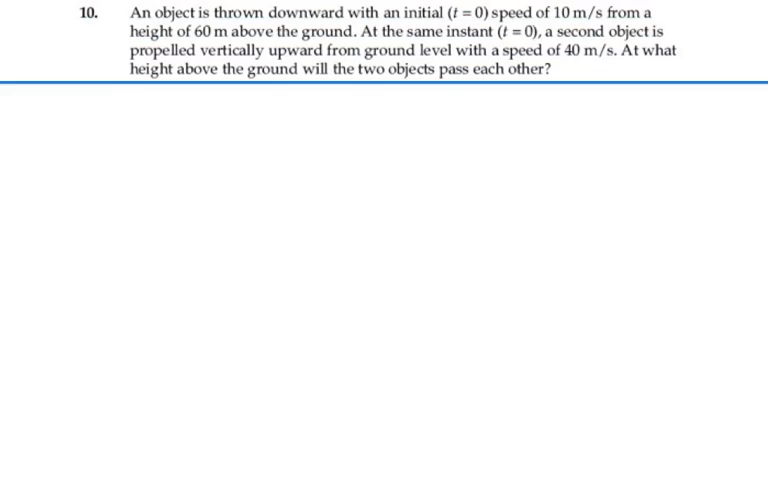 10. An object is thrown downward with an initial (t = 0) speed of 10 m/s from a
height of 60 m above the ground. At the same instant (t = 0), a second object is
propelled vertically upward from ground level with a speed of 40 m/s. At what
height above the ground will the two objects pass each other?